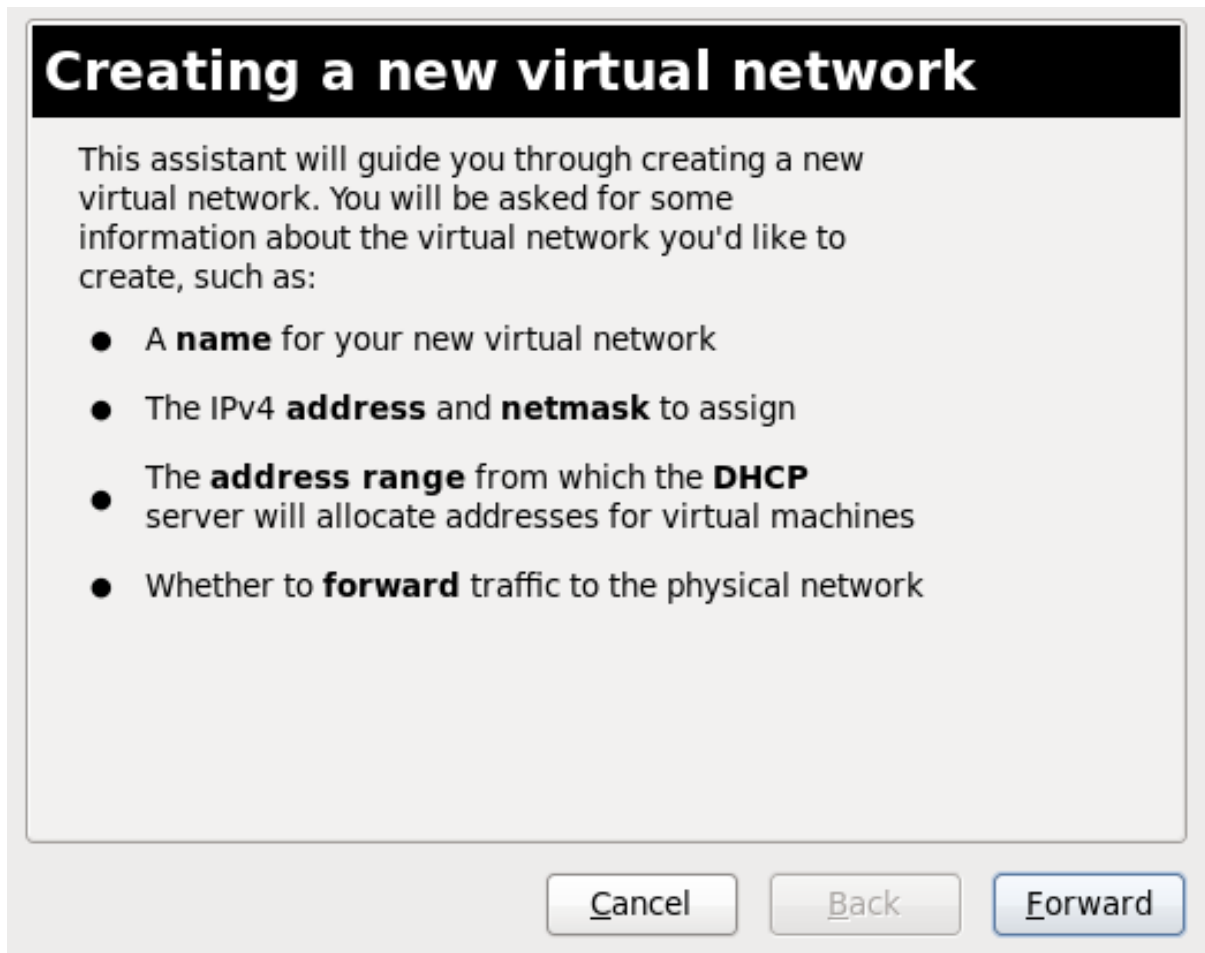 Creating a new virtual network
This assistant will guide you through creating a new
virtual network. You will be asked for some
information about the virtual network you'd like to
create, such as:
● A name for your new virtual network
● The IPv4 address and netmask to assign
● The address range from which the DHCP
server will allocate addresses for virtual machines
● Whether to forward traffic to the physical network
Cancel Back Forward